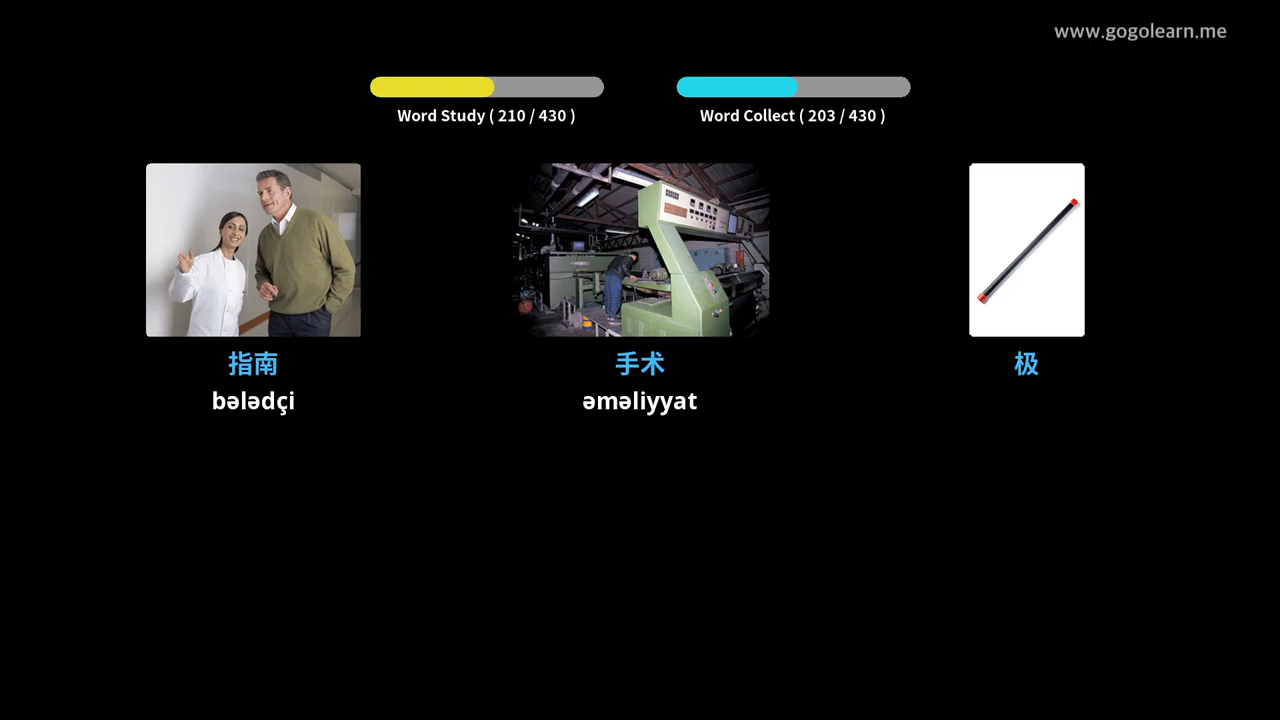 www.gogolearn.me
Word Study ( 210 / 430 )
Word Collect ( 203 / 430 )
指南
bələdçi
手术
əməliyyat
极